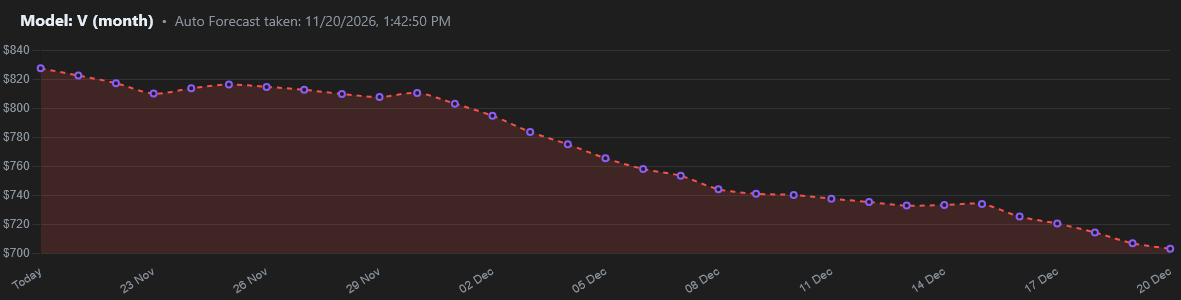 Model: V (month) • Auto Forecast taken: 11/20/2026, 1:42:50 PM
$840
$820
$800
$780
$760
$740
$720
$700
Today
23 Nov
26 Nov
29 Nov
02 Dec
05 Dec
08 Dec
11 Dec
14 Dec
17 Dec
20 Dec